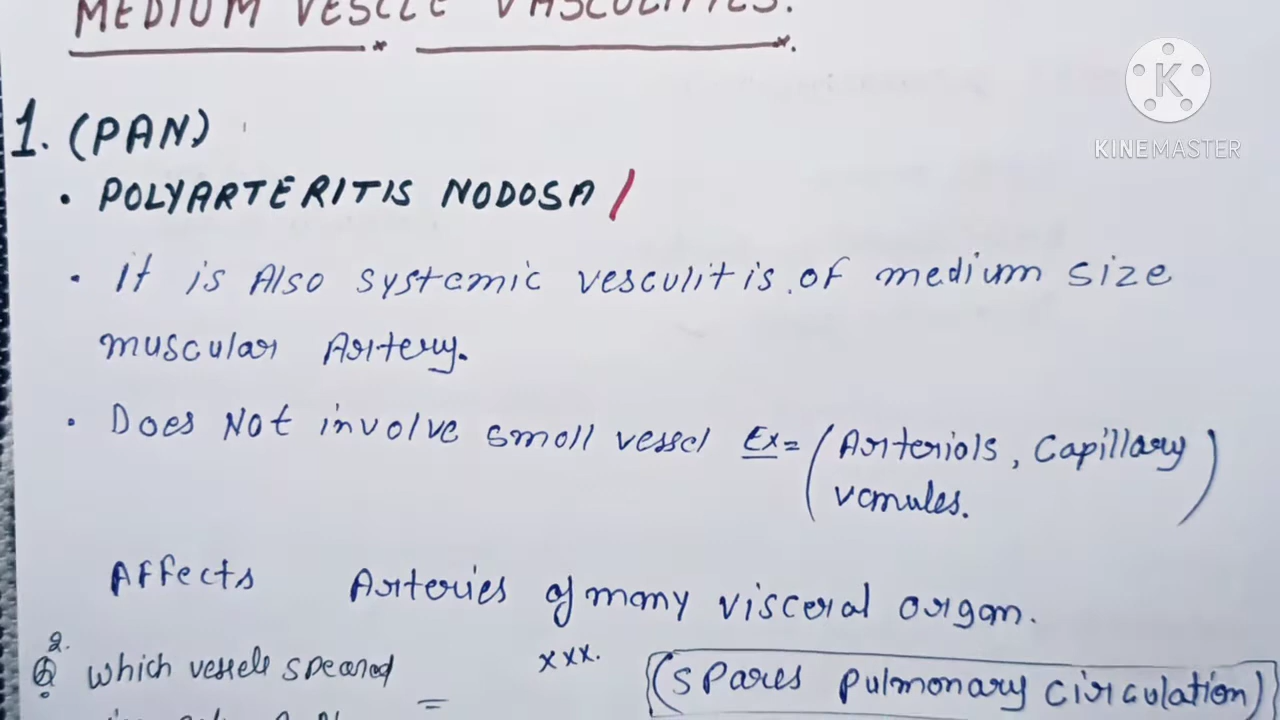 MEDIUM VESCLE VASCULITIES.
KINEMASTER
1. (PAN)
• POLYARTERITIS NODOSA /
• It is Also systemic vesculitis of medium size
muscular Artery.
• Does Not involve small vessel Ex= (Arteriols, Capillary
venules.)
Affects Arteries of many visceral organ.
Q. which vessels speared = xxx. (spares pulmonary circulation)